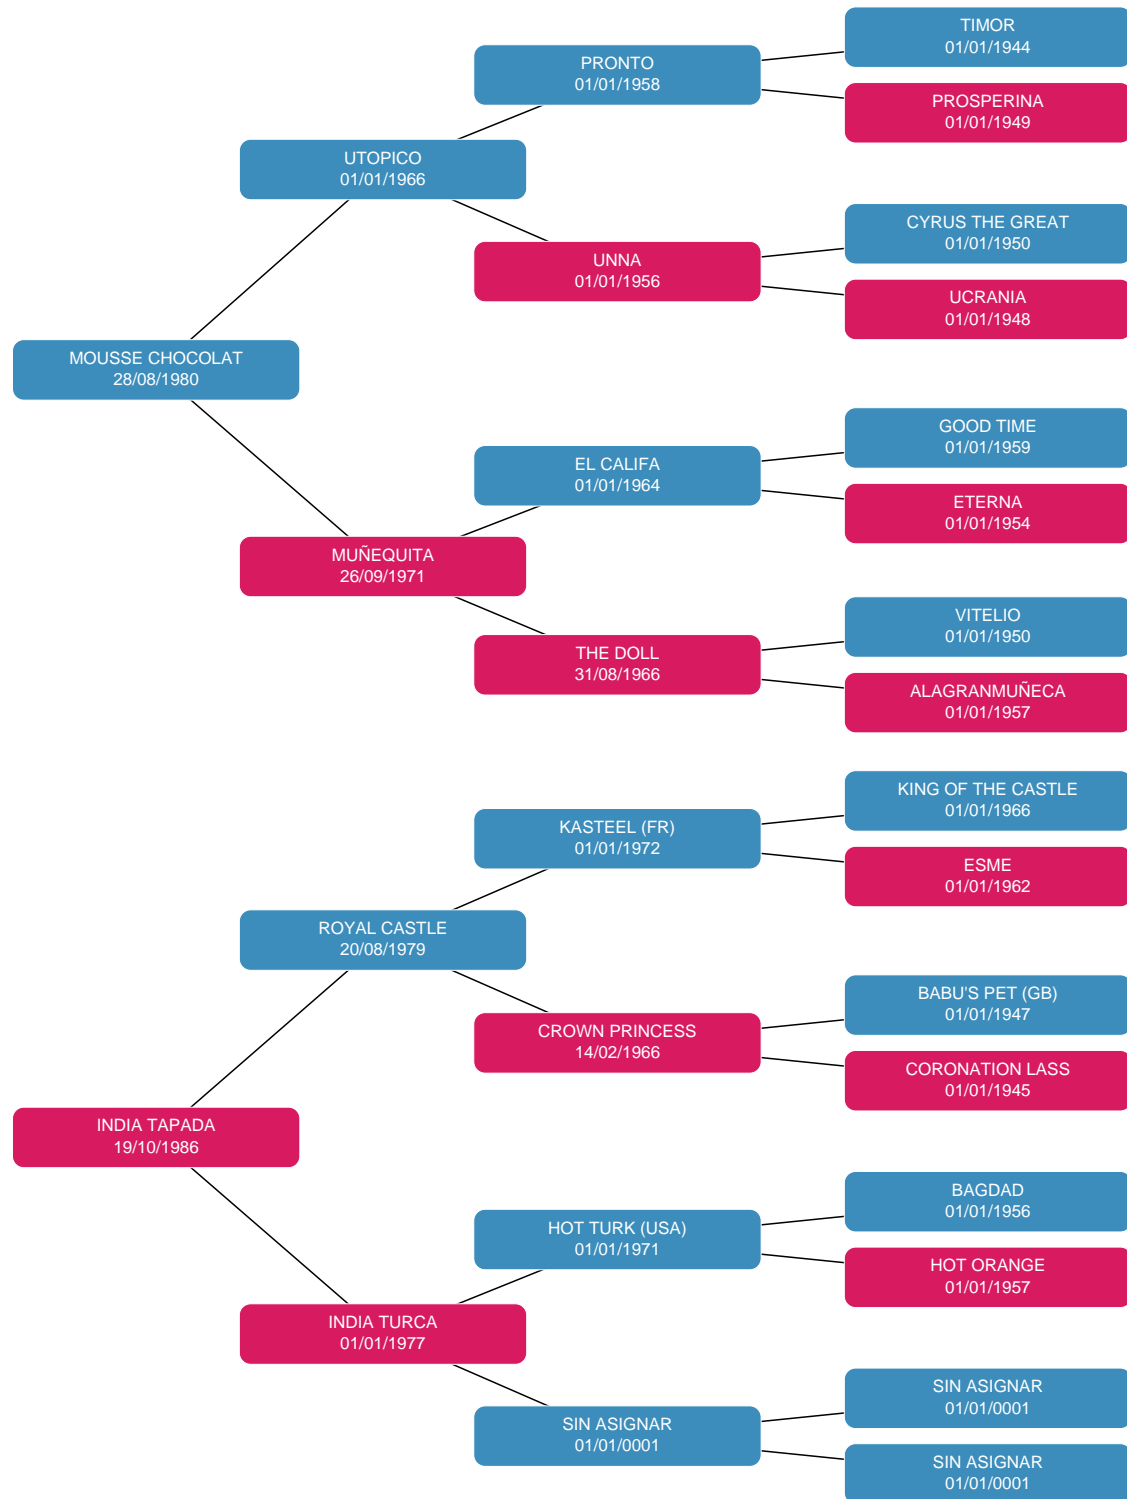 TIMOR
01/01/1944
PRONTO
01/01/1958
PROSPERINA
01/01/1949
UTOPICO
01/01/1966
CYRUS THE GREAT
01/01/1950
UNNA
01/01/1956
UCRANIA
01/01/1948
MOUSSE CHOCOLAT
28/08/1980
GOOD TIME
01/01/1959
EL CALIFA
01/01/1964
ETERNA
01/01/1954
MUÑEQUITA
26/09/1971
VITELIO
01/01/1950
THE DOLL
31/08/1966
ALAGRANMUÑECA
01/01/1957
KING OF THE CASTLE
01/01/1966
KASTEEL (FR)
01/01/1972
ESME
01/01/1962
ROYAL CASTLE
20/08/1979
BABU'S PET (GB)
01/01/1947
CROWN PRINCESS
14/02/1966
CORONATION LASS
01/01/1945
INDIA TAPADA
19/10/1986
BAGDAD
01/01/1956
HOT TURK (USA)
01/01/1971
HOT ORANGE
01/01/1957
INDIA TURCA
01/01/1977
SIN ASIGNAR
01/01/0001
SIN ASIGNAR
01/01/0001
SIN ASIGNAR
01/01/0001